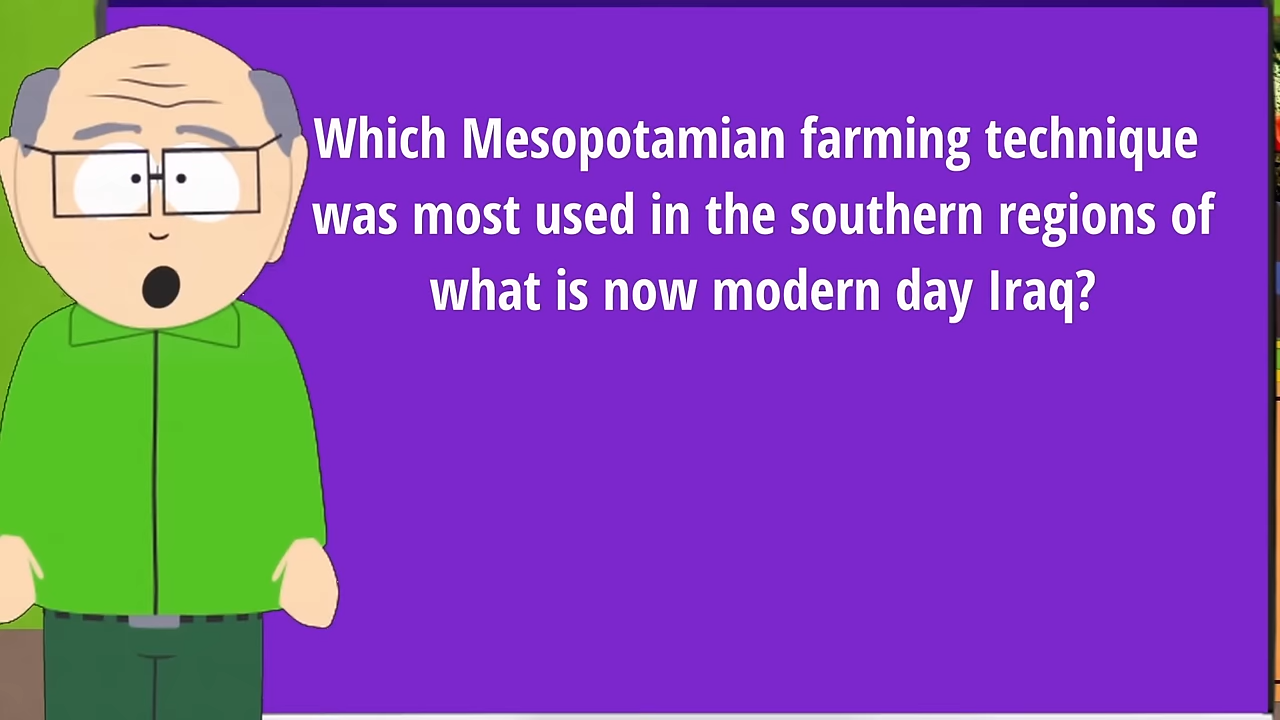 Which Mesopotamian farming technique
was most used in the southern regions of
what is now modern day Iraq?